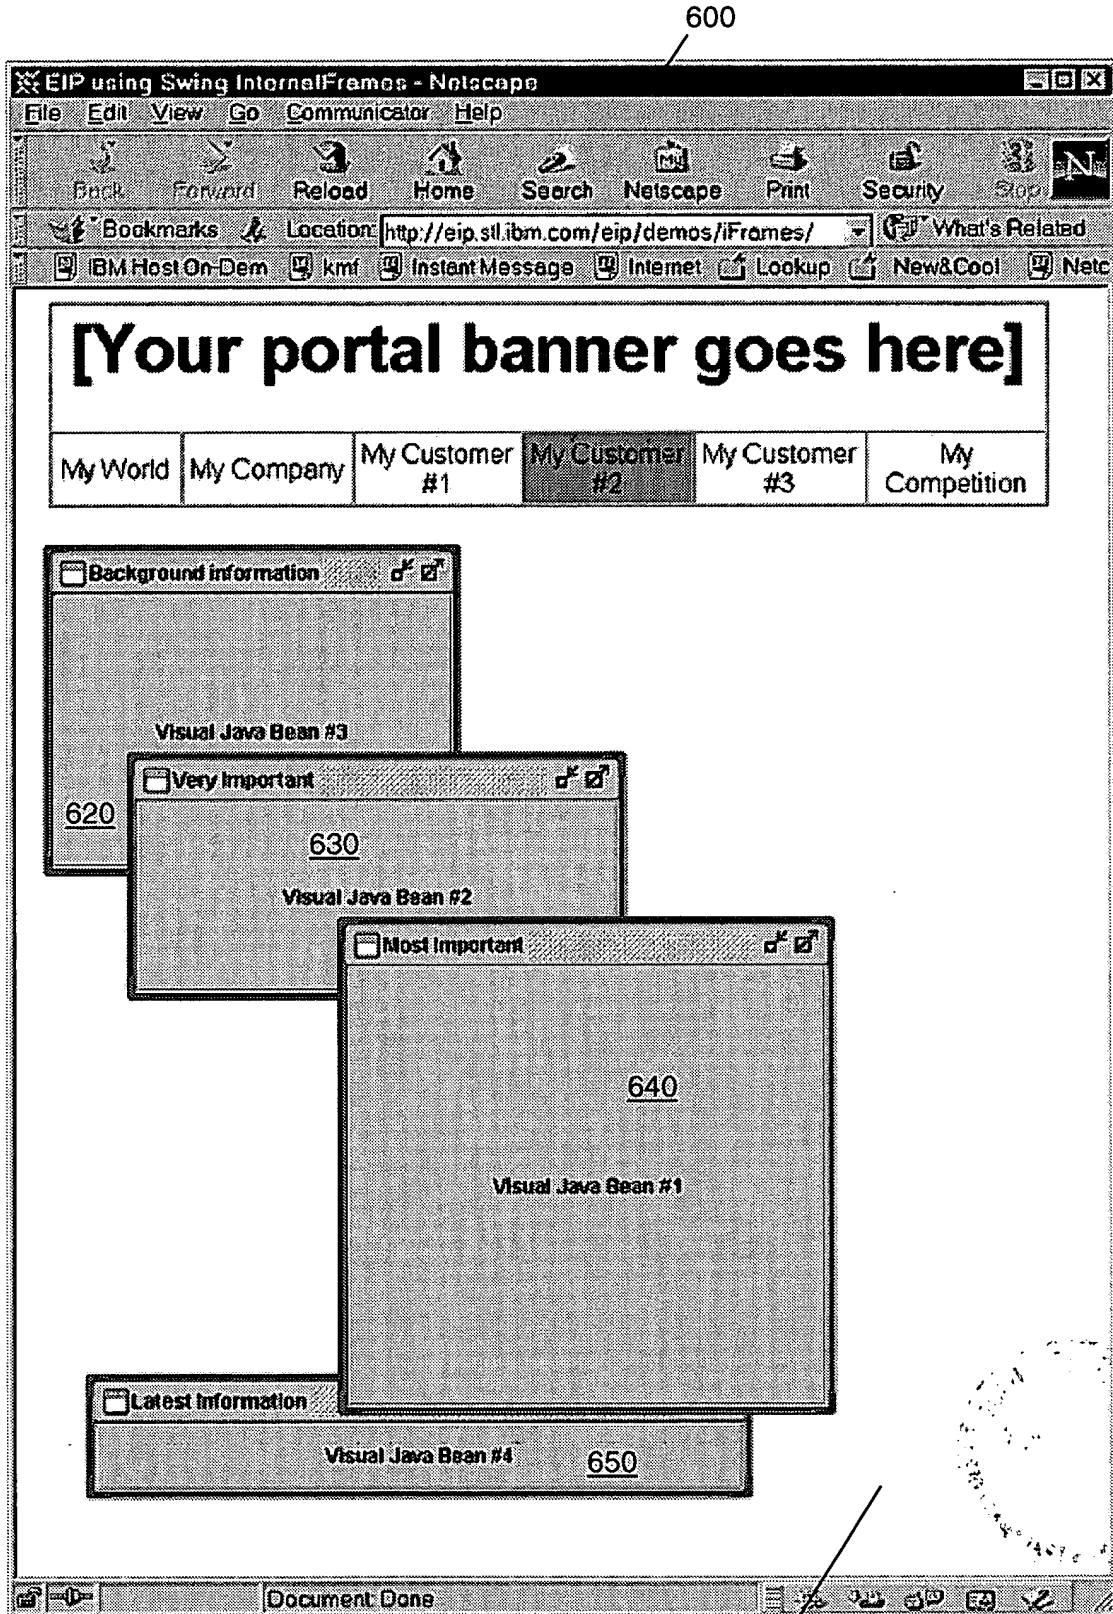 600
EIP using Swing InternalFrames - Netscape
File Edit View Go Communicator Help
Back Forward Reload Home Search Netscape Print Security Stop
N
Bookmarks Location: http://eip.stl.ibm.com/eip/demos/iFrames/ What's Related
IBM Host On-Dem kmf Instant Message Internet Lookup New&Cool Netc
[Your portal banner goes here]
My World My Company My Customer #1 My Customer #2 My Customer #3 My Competition
Background information
Visual Java Bean #3
620
Very Important
630
Visual Java Bean #2
Most Important
640
Visual Java Bean #1
Latest Information
Visual Java Bean #4 650
Document: Done